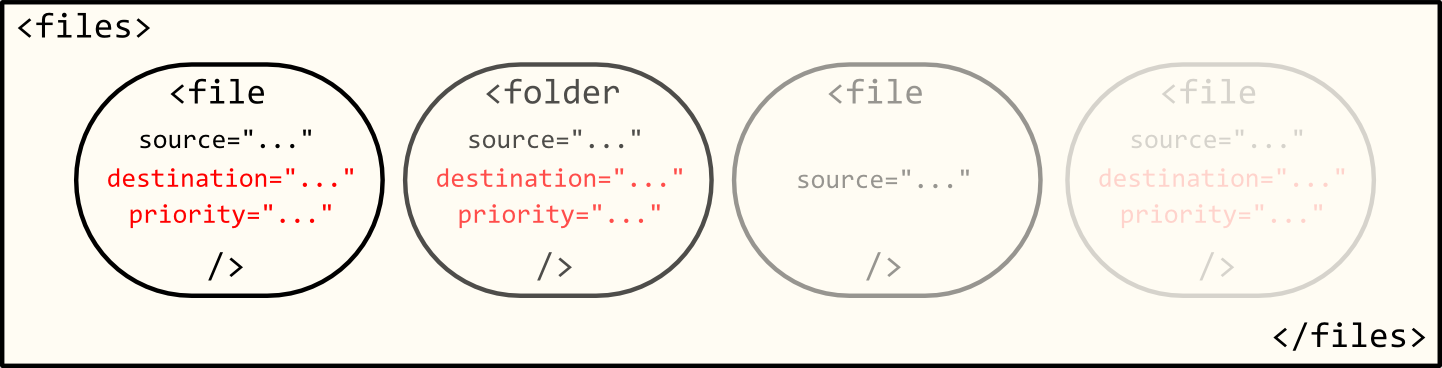 <files>
<file
source="..."
destination="..."
priority="..."
/>
<folder
source="..."
destination="..."
priority="..."
/>
<file
source="..."
/>
<file
source="..."
destination="..."
priority="..."
/>
</files>